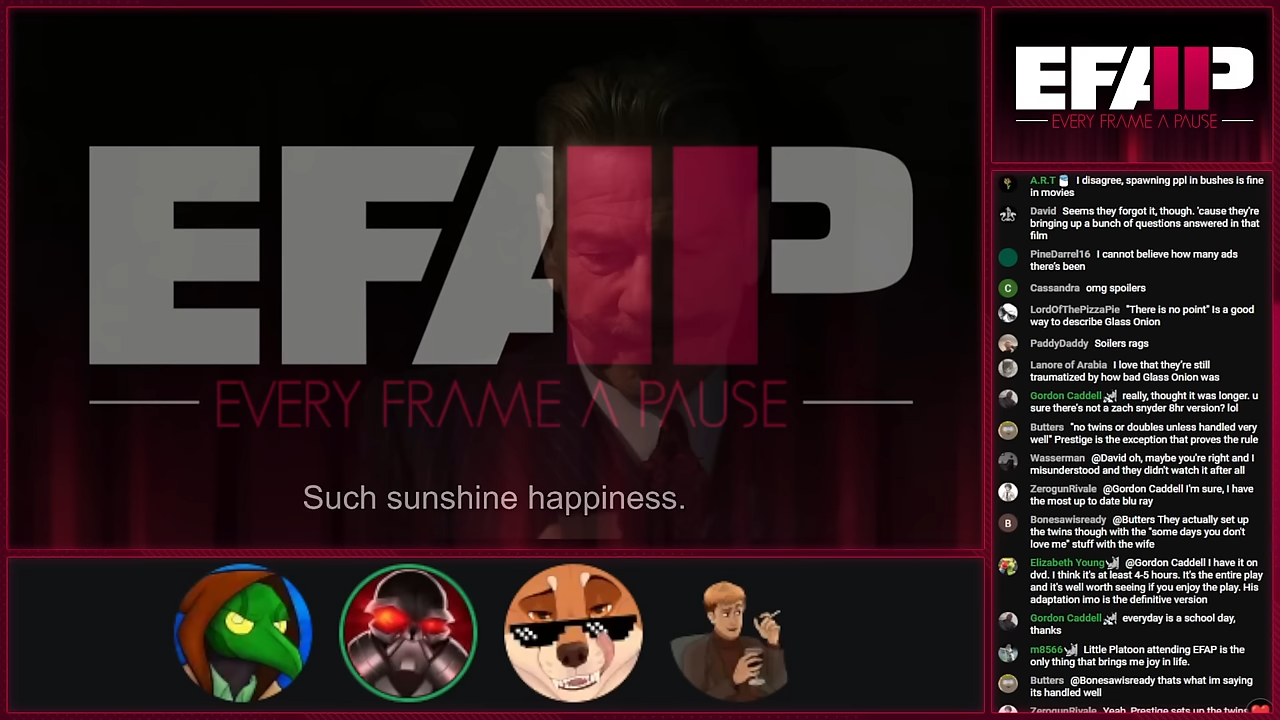 EFAP
EVERY FRAME A PAUSE
Such sunshine happiness.
EFAP
EVERY FRAME A PAUSE
A.R.T I disagree, spawning ppl in bushes is fine
in movies
David Seems they forgot it, though. 'cause they're
bringing up a bunch of questions answered in that
film
PineDarrel16 I cannot believe how many ads
there's been
C
Cassandra omg spoilers
LordOfThePizzaPie "There is no point" Is a good
way to describe Glass Onion
PaddyDaddy Soilers rags
Lanore of Arabia I love that they're still
traumatized by how bad Glass Onion was
Gordon Caddell really, thought it was longer. u
sure there's not a zach snyder 8hr version? lol
Butters "no twins or doubles unless handled very
well" Prestige is the exception that proves the rule
Wasserman @David oh, maybe you're right and I
misunderstood and they didn't watch it after all
ZerogunRivale @Gordon Caddell I'm sure, I have
the most up to date blu ray
B
Bonesawisready @Butters They actually set up
the twins though with the "some days you don't
love me" stuff with the wife
Elizabeth Young @Gordon Caddell I have it on
dvd. I think it's at least 4-5 hours. It's the entire play
and it's well worth seeing if you enjoy the play. His
adaptation imo is the definitive version
Gordon Caddell everyday is a school day,
thanks
m8566 Little Platoon attending EFAP is the
only thing that brings me joy in life.
Butters @Bonesawisready thats what im saying
its handled well
ZerogunRivale Yeah, Prestige sets up the twins